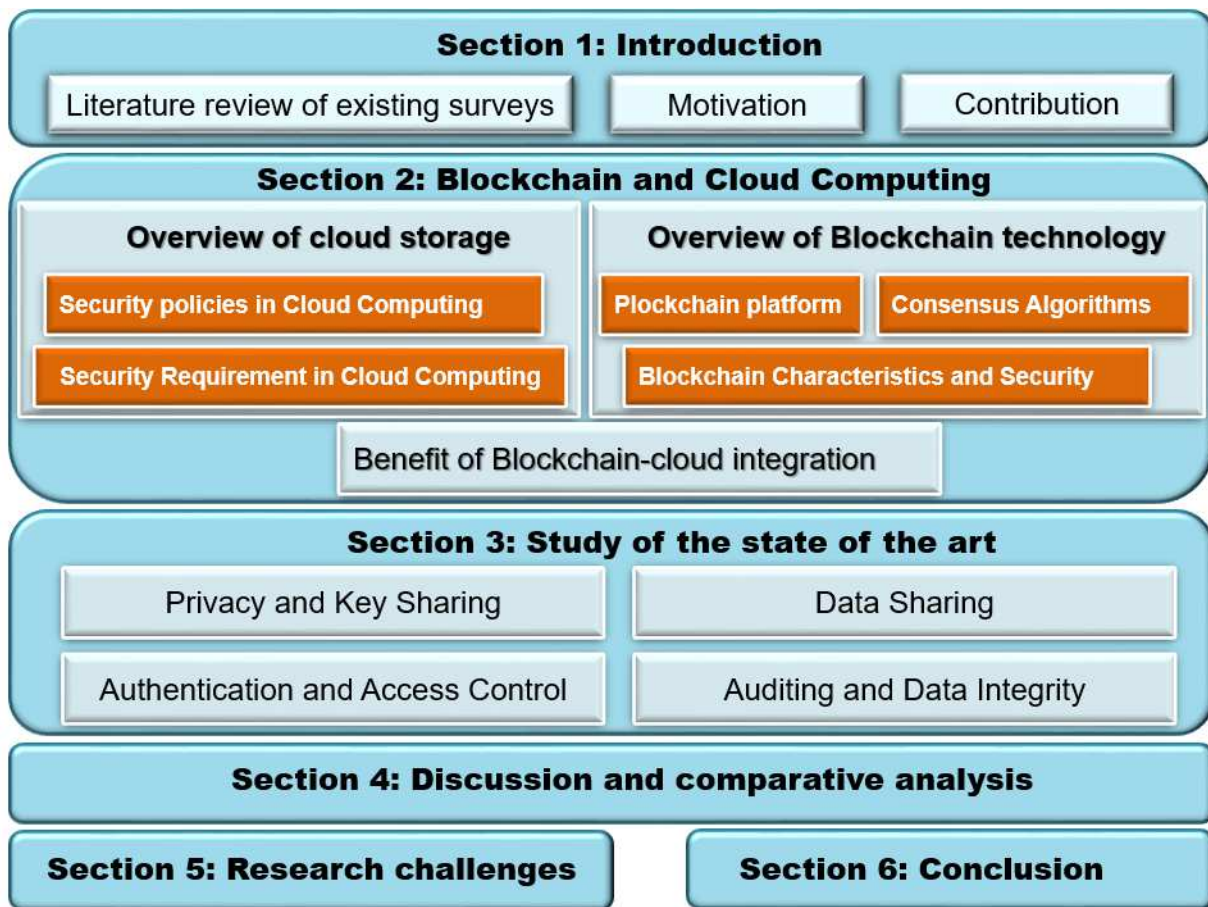 Section 1: Introduction
Literature review of existing surveys
Motivation
Contribution
Section 2: Blockchain and Cloud Computing
Overview of cloud storage
Security policies in Cloud Computing
Security Requirement in Cloud Computing
Overview of Blockchain technology
Plockchain platform
Consensus Algorithms
Blockchain Characteristics and Security
Benefit of Blockchain-cloud integration
Section 3: Study of the state of the art
Privacy and Key Sharing
Data Sharing
Authentication and Access Control
Auditing and Data Integrity
Section 4: Discussion and comparative analysis
Section 5: Research challenges
Section 6: Conclusion